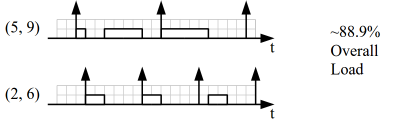 (5, 9)
t
(2, 6)
t
~88.9%
Overall
Load